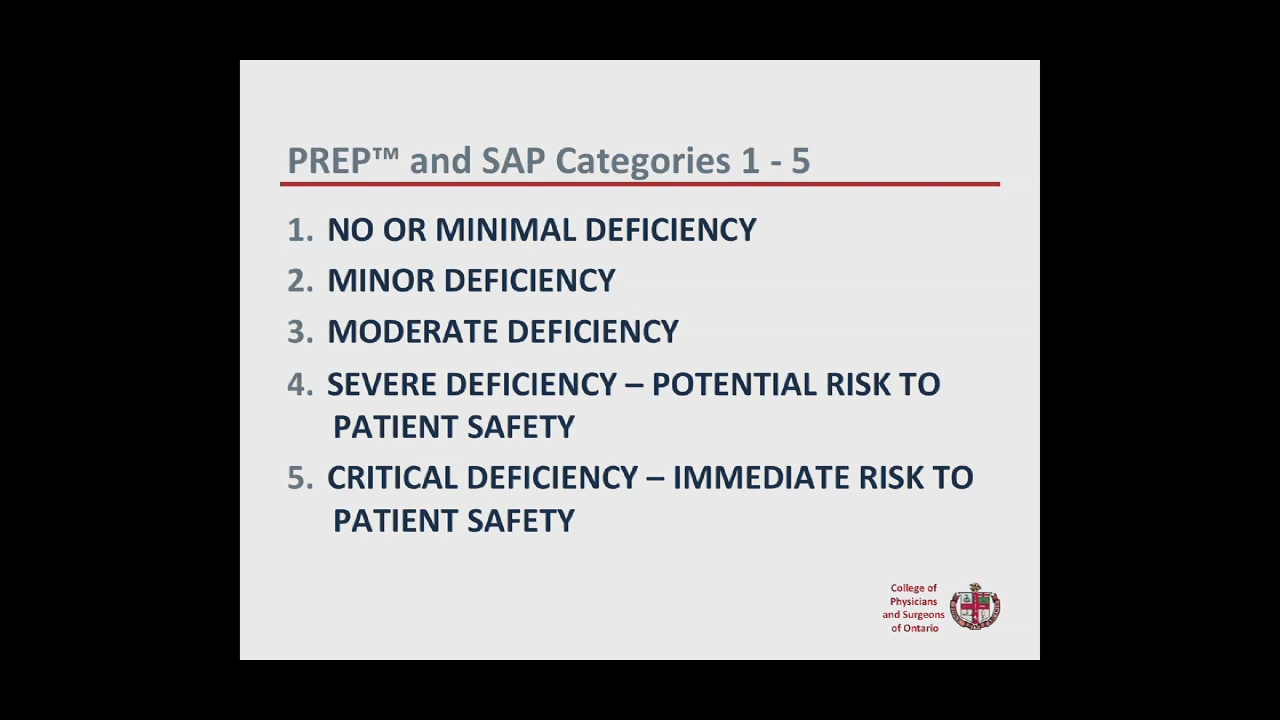 PREP™ and SAP Categories 1 - 5
1. NO OR MINIMAL DEFICIENCY
2. MINOR DEFICIENCY
3. MODERATE DEFICIENCY
4. SEVERE DEFICIENCY – POTENTIAL RISK TO
PATIENT SAFETY
5. CRITICAL DEFICIENCY – IMMEDIATE RISK TO
PATIENT SAFETY
College of
Physicians
and Surgeons
of Ontario